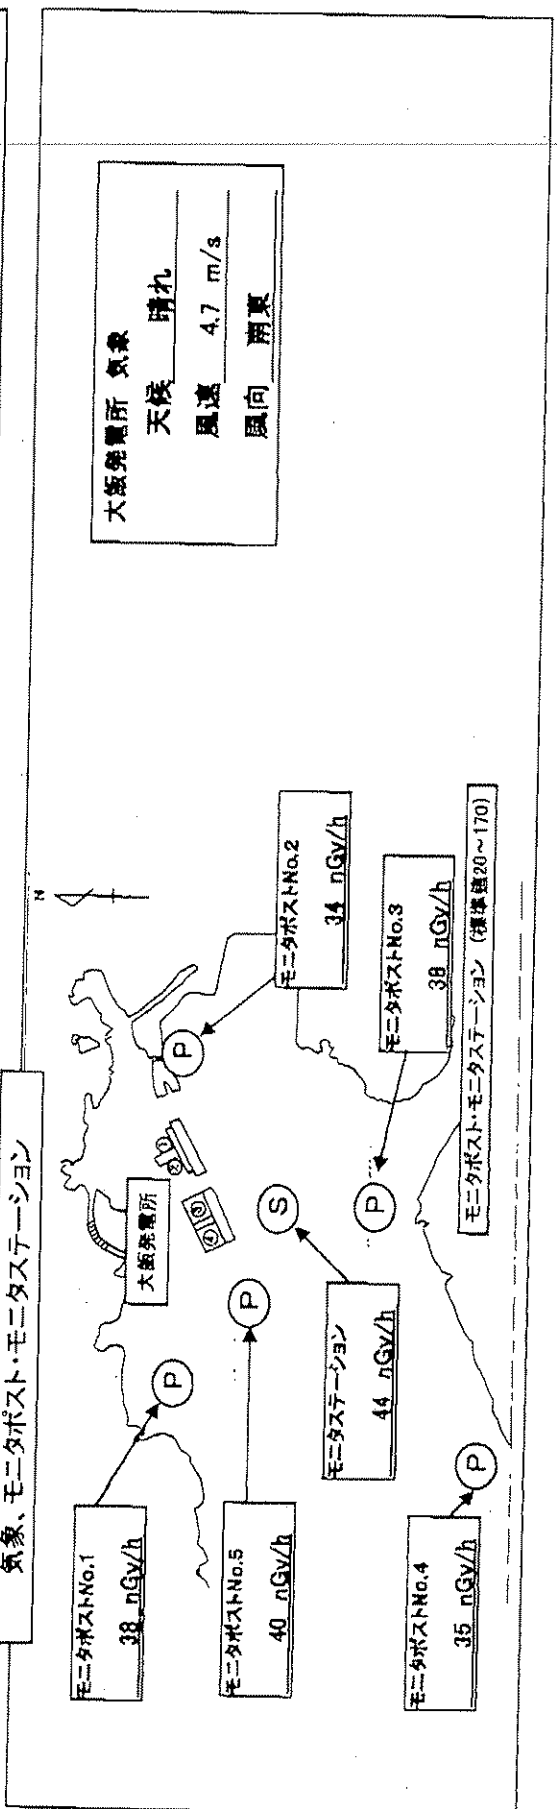 気象、モニタポスト・モニタステーション
モニタポストNo.1
38 nGy/h
モニタポストNo.5
40 nGy/h
モニタポストNo.4
35 nGy/h
モニタステーション
44 nGy/h
大飯発電所
P
P
P
S
P
P
①
②
③
④
N
モニタポストNo.2
34 nGy/h
モニタポストNo.3
38 nGy/h
モニタポスト・モニタステーション (標準値20~170)
大飯発電所 気象
天候 晴れ
風速 4.7 m/s
風向 南東